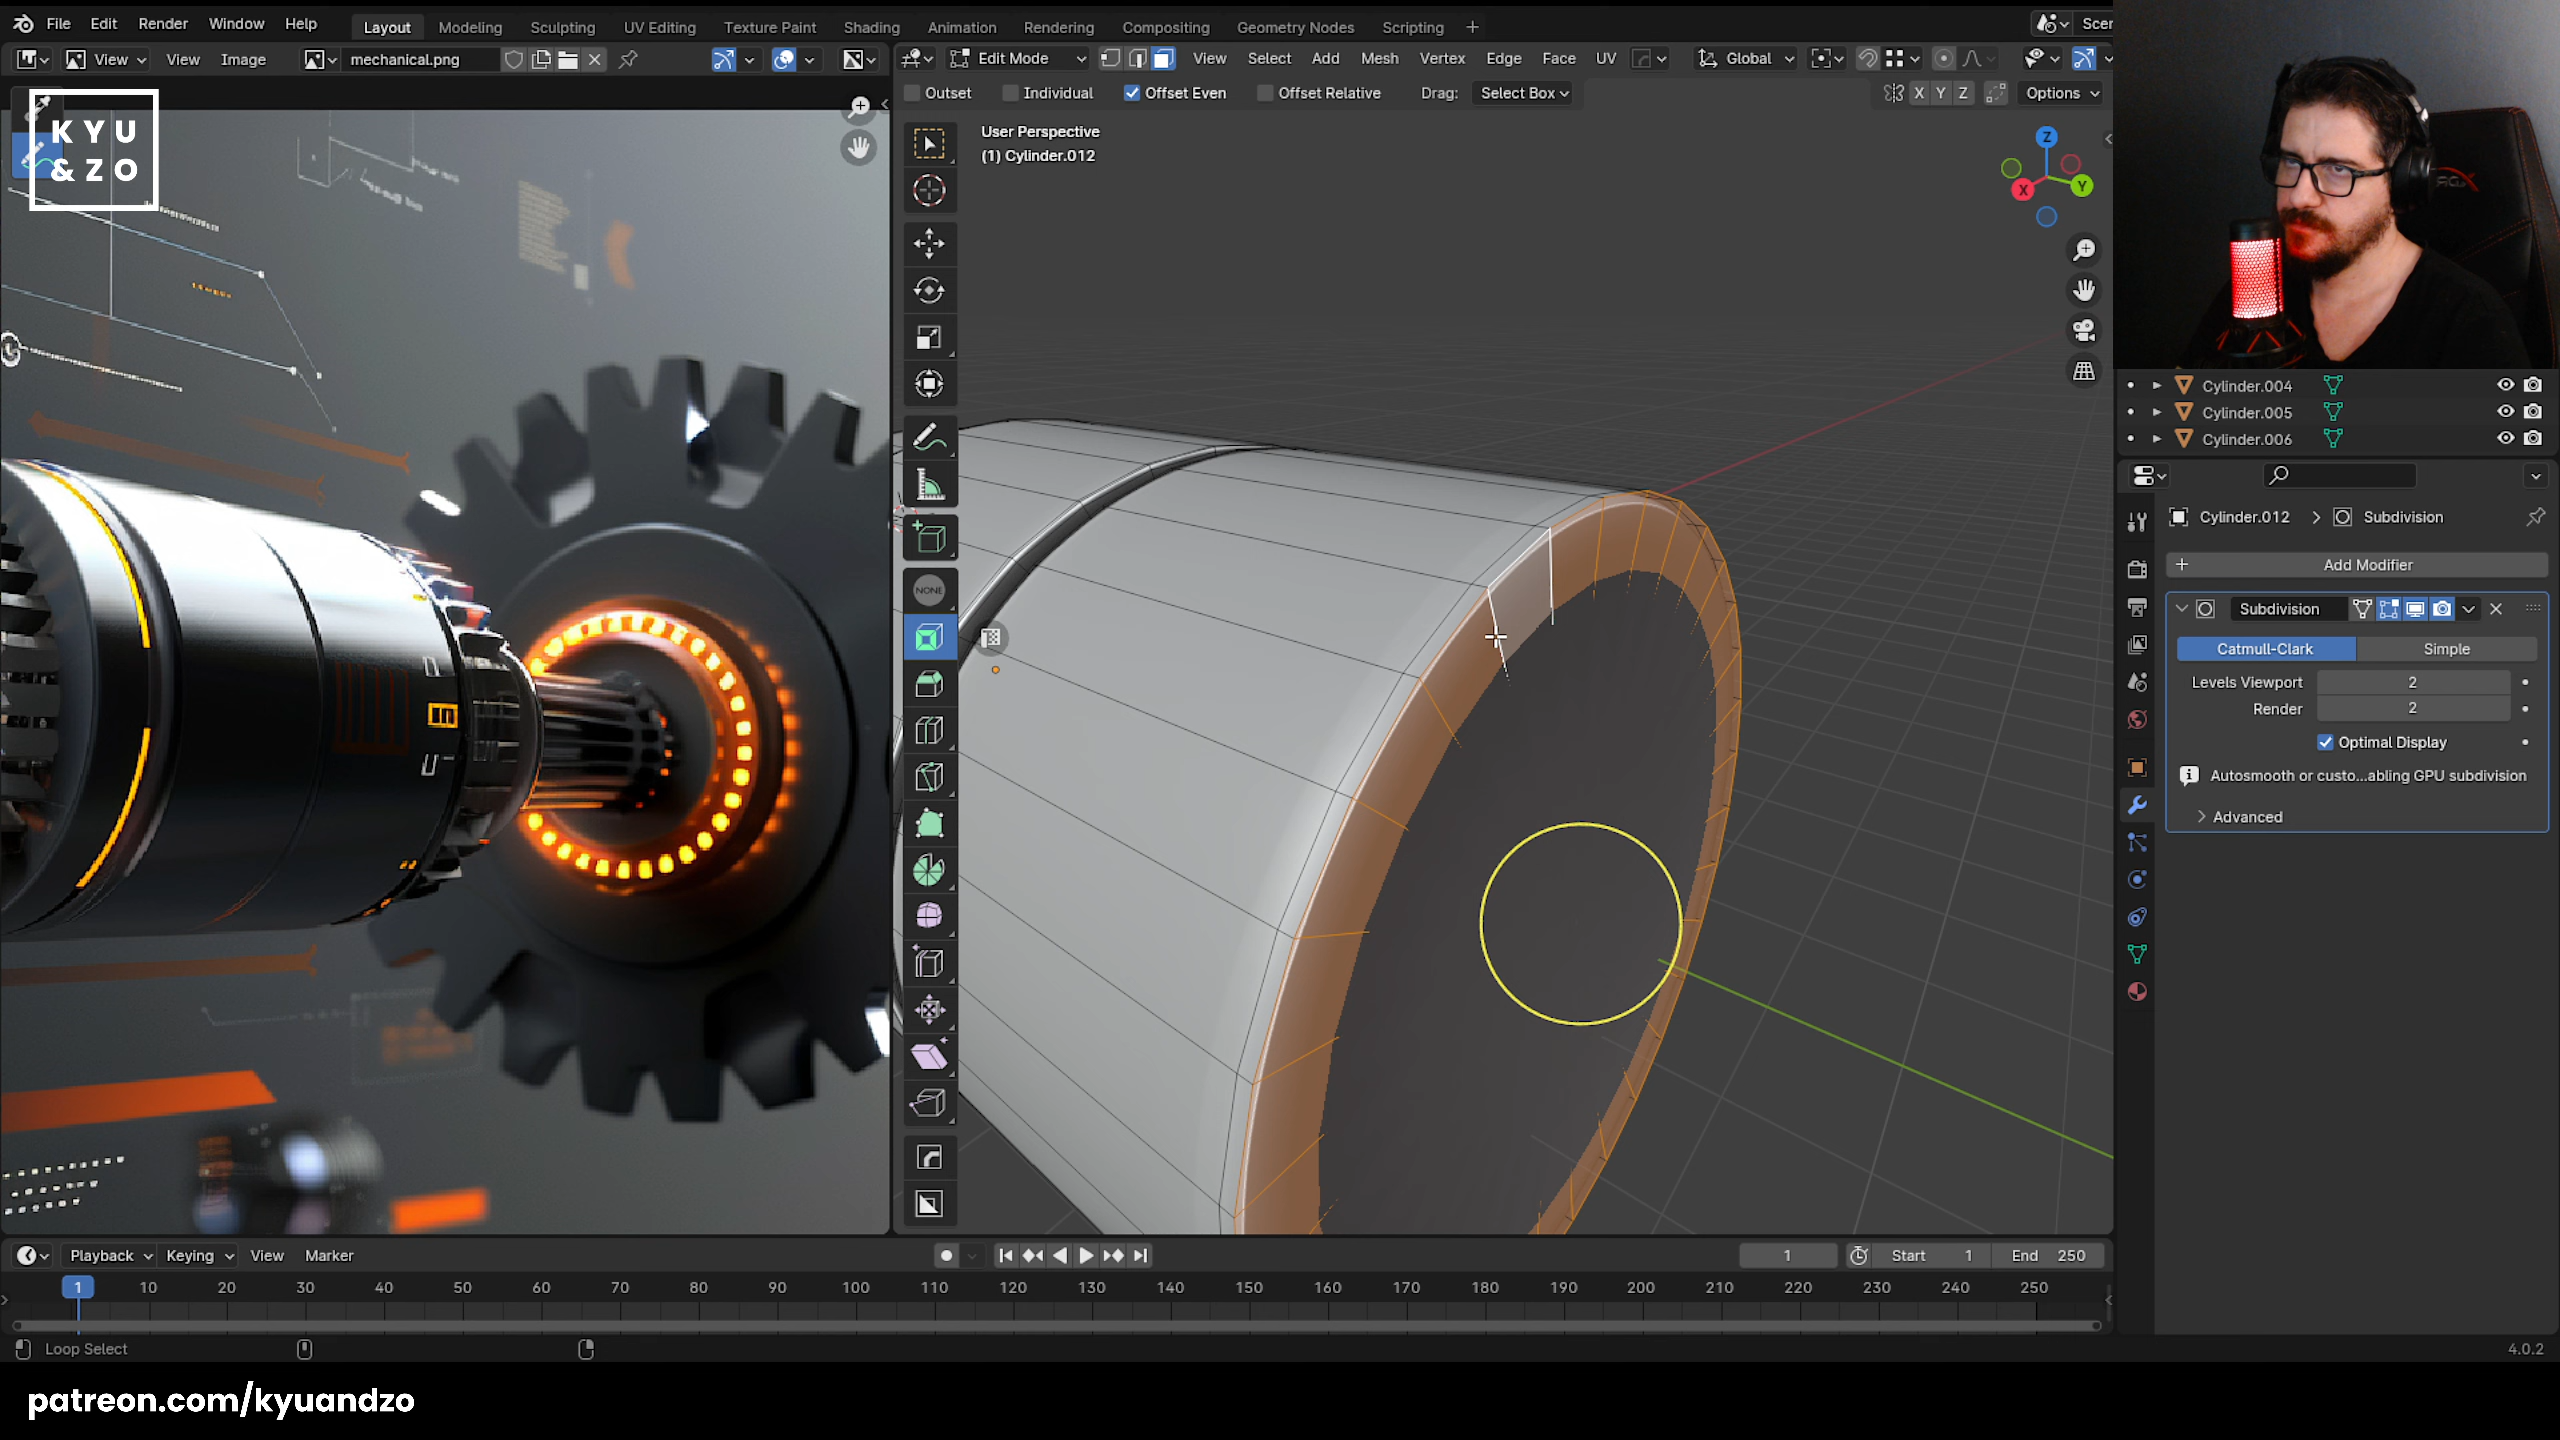 File Edit Render Window Help Layout Modeling Sculpting UV Editing Texture Paint Shading Animation Rendering Compositing Geometry Nodes Scripting + Scer
View View Image mechanical.png Edit Mode View Select Add Mesh Vertex Edge Face UV Global
Outset Individual Offset Even Offset Relative Drag: Select Box X Y Z Options
KYU
&ZO
User Perspective
(1) Cylinder.012
Z
X
Y
NONE
Cylinder.004
Cylinder.005
Cylinder.006
Cylinder.012 > Subdivision
+ Add Modifier
Subdivision
Catmull-Clark Simple
Levels Viewport 2
Render 2
Optimal Display
Autosmooth or custo...abling GPU subdivision
Advanced
Playback Keying View Marker 1 Start 1 End 250
1 10 20 30 40 50 60 70 80 90 100 110 120 130 140 150 160 170 180 190 200 210 220 230 240 250
Loop Select 4.0.2
patreon.com/kyuandzo